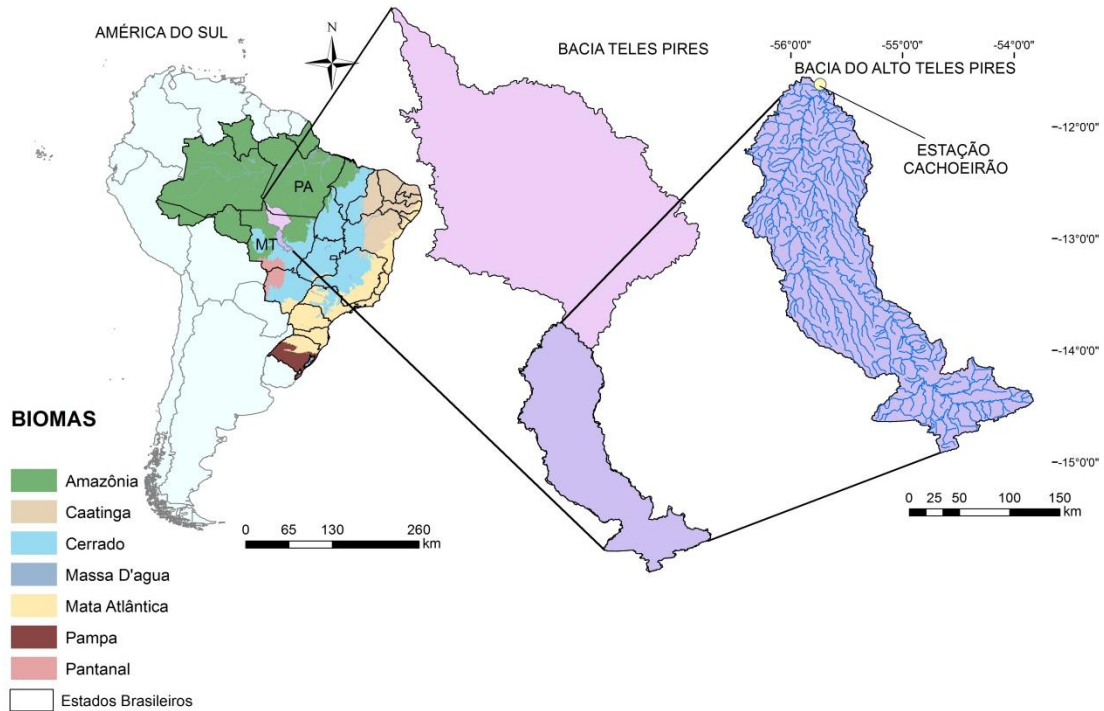 AMÉRICA DO SUL
N
BACIA TELES PIRES
-56°0'0" -55°0'0" -54°0'0"
BACIA DO ALTO TELES PIRES
-12°0'0"
ESTAÇÃO
CACHOEIRÃO
PA
MT
-13°0'0"
-14°0'0"
-15°0'0"
BIOMAS
Amazônia
Caatinga
Cerrado
Massa D'agua
Mata Atlântica
Pampa
Pantanal
Estados Brasileiros
0 65 130 260
km
0 25 50 100 150
km